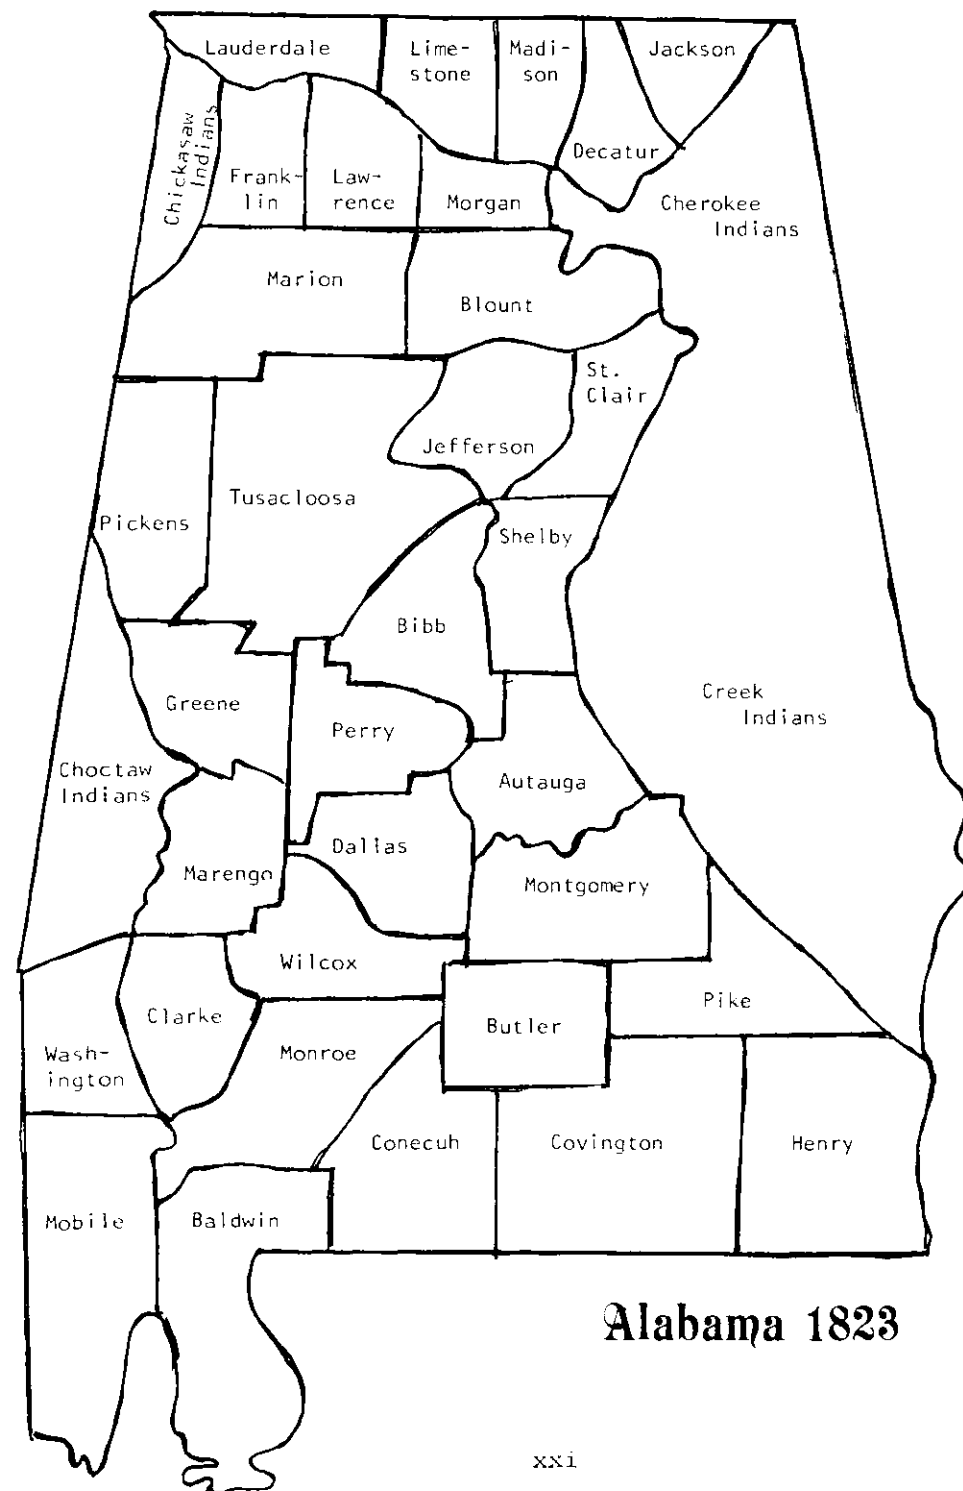 Lauderdale
Lime-
stone
Madi-
son
Jackson
Chickasaw
Indians
Frank-
lin
Law-
rence
Morgan
Decatur
Cherokee
Indians
Marion
Blount
St.
Clair
Jefferson
Tusacloosa
Pickens
Shelby
Bibb
Greene
Perry
Creek
Indians
Choctaw
Indians
Autauga
Dallas
Marengo
Montgomery
Wilcox
Pike
Clarke
Butler
Wash-
ington
Monroe
Conecuh
Covington
Henry
Mobile
Baldwin
Alabama 1823
xxi